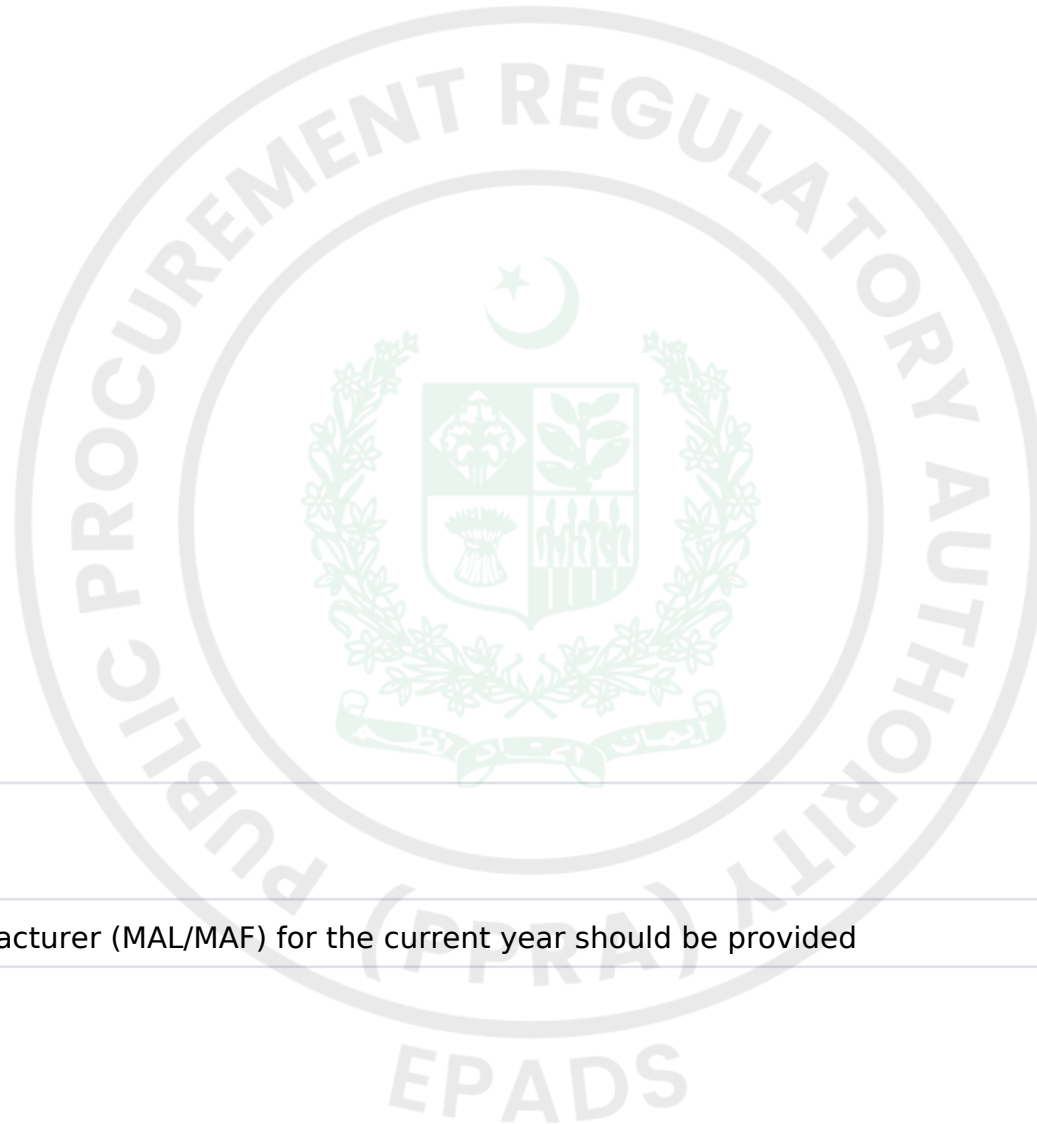 PUBLIC PROCUREMENT REGULATORY AUTHORITY
acturer (MAL/MAF) for the current year should be provided
(PPRA)
EPADS